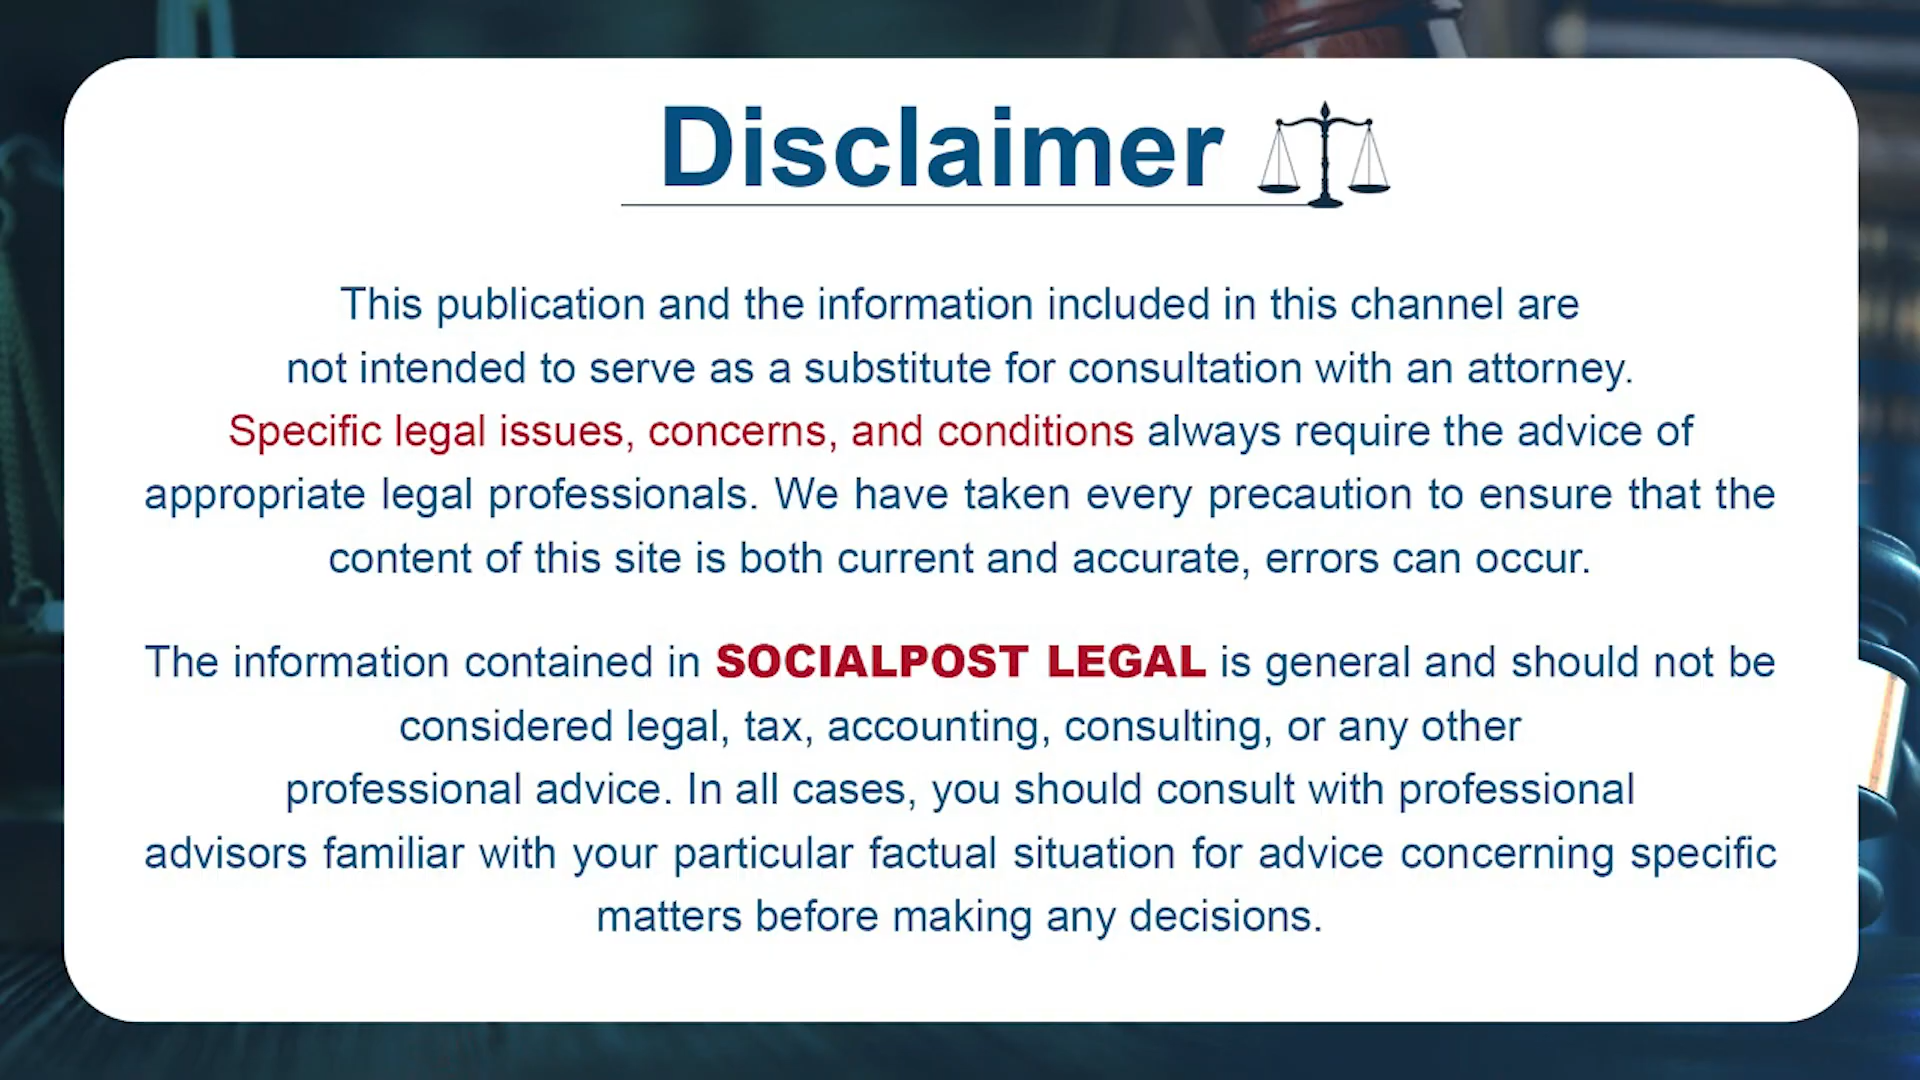 Disclaimer
This publication and the information included in this channel are
not intended to serve as a substitute for consultation with an attorney.
Specific legal issues, concerns, and conditions always require the advice of
appropriate legal professionals. We have taken every precaution to ensure that the
content of this site is both current and accurate, errors can occur.
The information contained in SOCIALPOST LEGAL is general and should not be
considered legal, tax, accounting, consulting, or any other
professional advice. In all cases, you should consult with professional
advisors familiar with your particular factual situation for advice concerning specific
matters before making any decisions.